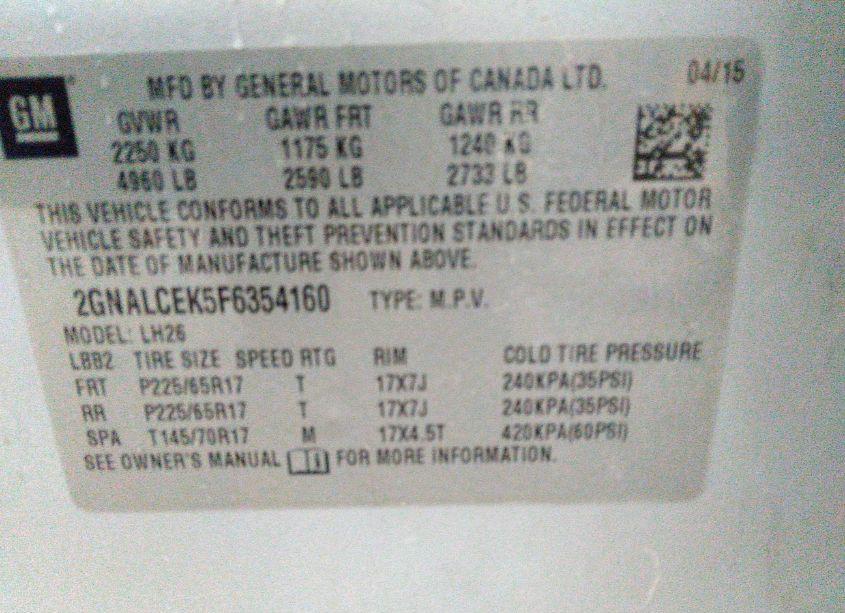 MFD BY GENERAL MOTORS OF CANADA LTD. 04/15
GM
GVWR GAWR FRT GAWR RR
2250 KG 1175 KG 1240 KG
4960 LB 2590 LB 2733 LB
THIS VEHICLE CONFORMS TO ALL APPLICABLE U.S. FEDERAL MOTOR
VEHICLE SAFETY AND THEFT PREVENTION STANDARDS IN EFFECT ON
THE DATE OF MANUFACTURE SHOWN ABOVE.
2GNALCEK5F6354160 TYPE: M.P.V.
MODEL: LH26
LBB2 TIRE SIZE SPEED RTG RIM COLD TIRE PRESSURE
FRT P225/65R17 T 17X7J 240KPA(35PSI)
RR P225/65R17 T 17X7J 240KPA(35PSI)
SPA T145/70R17 M 17X4.5T 420KPA(60PSI)
SEE OWNER'S MANUAL FOR MORE INFORMATION.